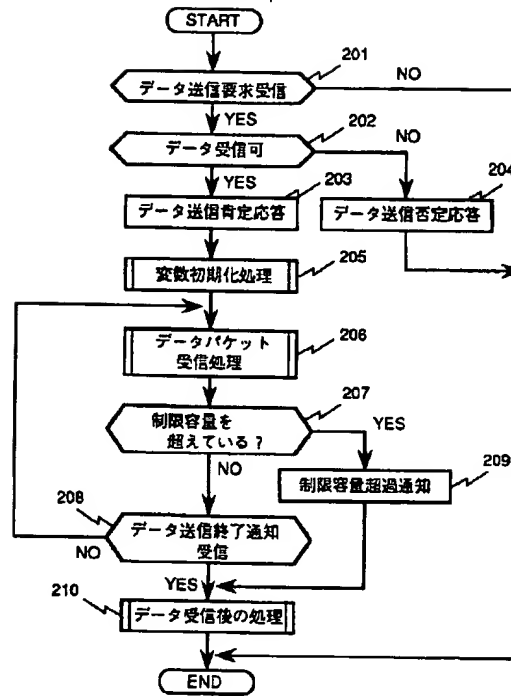 START
201
データ送信要求受信
NO
YES
202
データ受信可
NO
YES
203
204
データ送信肯定応答
データ送信否定応答
変数初期化処理
205
データパケット
受信処理
206
207
制限容量を
超えている？
YES
NO
209
制限容量超過通知
208
データ送信終了通知
受信
NO
YES
210
データ受信後の処理
END